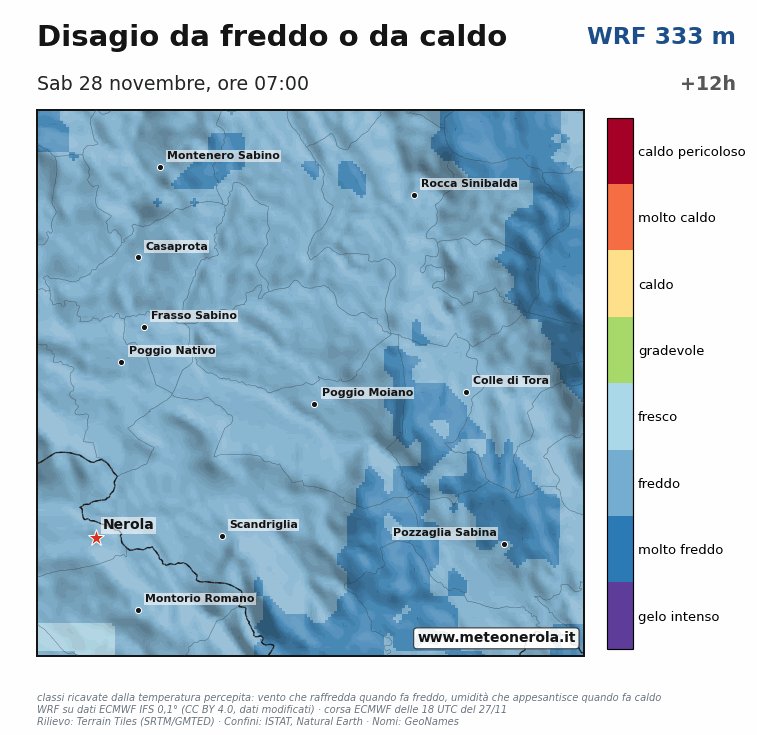 Disagio da freddo o da caldo
WRF 333 m
Sab 28 novembre, ore 07:00
+12h
Montenero Sabino
Rocca Sinibalda
Casaprota
Frasso Sabino
Poggio Nativo
Colle di Tora
Poggio Moiano
Nerola
Scandriglia
Pozzaglia Sabina
Montorio Romano
www.meteonerola.it
caldo pericoloso
molto caldo
caldo
gradevole
fresco
freddo
molto freddo
gelo intenso
classi ricavate dalla temperatura percepita: vento che raffredda quando fa freddo, umidità che appesantisce quando fa caldo
WRF su dati ECMWF IFS 0,1° (CC BY 4.0, dati modificati) · corsa ECMWF delle 18 UTC del 27/11
Rilievo: Terrain Tiles (SRTM/GMTED) · Confini: ISTAT, Natural Earth · Nomi: GeoNames